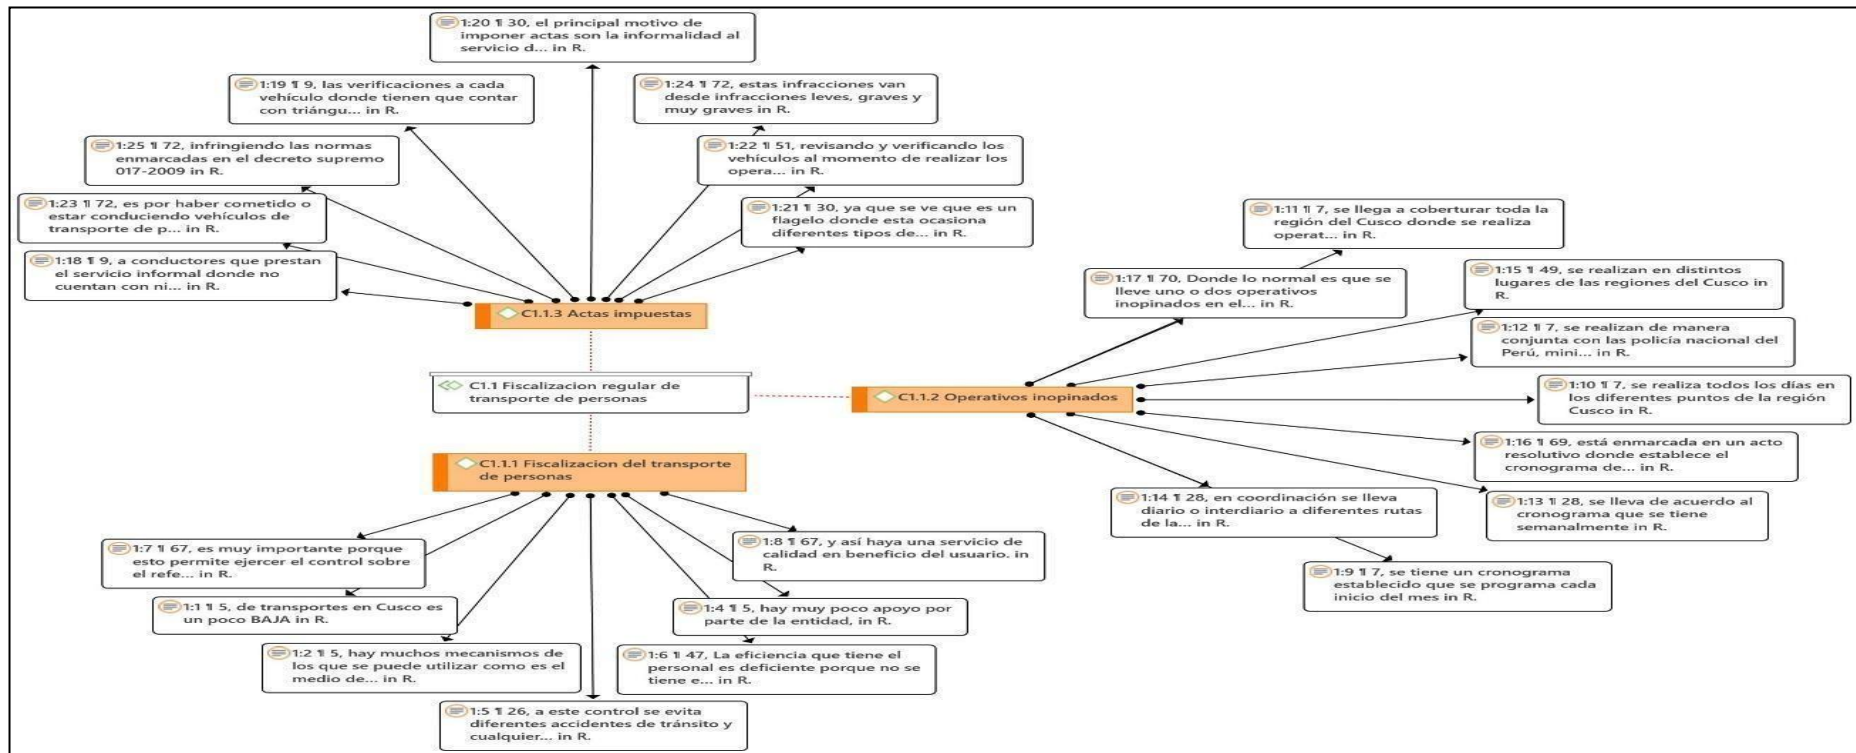 1:20 ¶ 30, el principal motivo de
imponer actas son la informalidad al
servicio d... in R.
1:19 ¶ 9, las verificaciones a cada
vehículo donde tienen que contar
con triángu... in R.
1:24 ¶ 72, estas infracciones van
desde infracciones leves, graves y
muy graves in R.
1:25 ¶ 72, infringiendo las normas
enmarcadas en el decreto supremo
017-2009 in R.
1:22 ¶ 51, revisando y verificando los
vehículos al momento de realizar los
opera... in R.
1:23 ¶ 72, es por haber cometido o
estar conduciendo vehículos de
transporte de p... in R.
1:21 ¶ 30, ya que se ve que es un
flagelo donde esta ocasiona
diferentes tipos de... in R.
1:18 ¶ 9, a conductores que prestan
el servicio informal donde no
cuentan con ni... in R.
C1.1.3 Actas impuestas
C1.1 Fiscalizacion regular de
transporte de personas
C1.1.2 Operativos inopinados
1:11 ¶ 7, se llega a coberturar toda la
región del Cusco donde se realiza
operat... in R.
1:17 ¶ 70, Donde lo normal es que se
lleve uno o dos operativos
inopinados en el... in R.
1:15 ¶ 49, se realizan en distintos
lugares de las regiones del Cusco in
R.
1:12 ¶ 7, se realizan de manera
conjunta con las policía nacional del
Perú, mini... in R.
1:10 ¶ 7, se realiza todos los días en
los diferentes puntos de la región
Cusco in R.
1:16 ¶ 69, está enmarcada en un acto
resolutivo donde establece el
cronograma de... in R.
1:14 ¶ 28, en coordinación se lleva
diario o interdiario a diferentes rutas
de la... in R.
1:13 ¶ 28, se lleva de acuerdo al
cronograma que se tiene
semanalmente in R.
1:9 ¶ 7, se tiene un cronograma
establecido que se programa cada
inicio del mes in R.
C1.1.1 Fiscalizacion del transporte
de personas
1:7 ¶ 67, es muy importante porque
esto permite ejercer el control sobre
el refe... in R.
1:8 ¶ 67, y así haya una servicio de
calidad en beneficio del usuario. in
R.
1:1 ¶ 5, de transportes en Cusco es
un poco BAJA in R.
1:4 ¶ 5, hay muy poco apoyo por
parte de la entidad, in R.
1:2 ¶ 5, hay muchos mecanismos de
los que se puede utilizar como es el
medio de... in R.
1:6 ¶ 47, La eficiencia que tiene el
personal es deficiente porque no se
tiene e... in R.
1:5 ¶ 26, a este control se evita
diferentes accidentes de tránsito y
cualquier... in R.